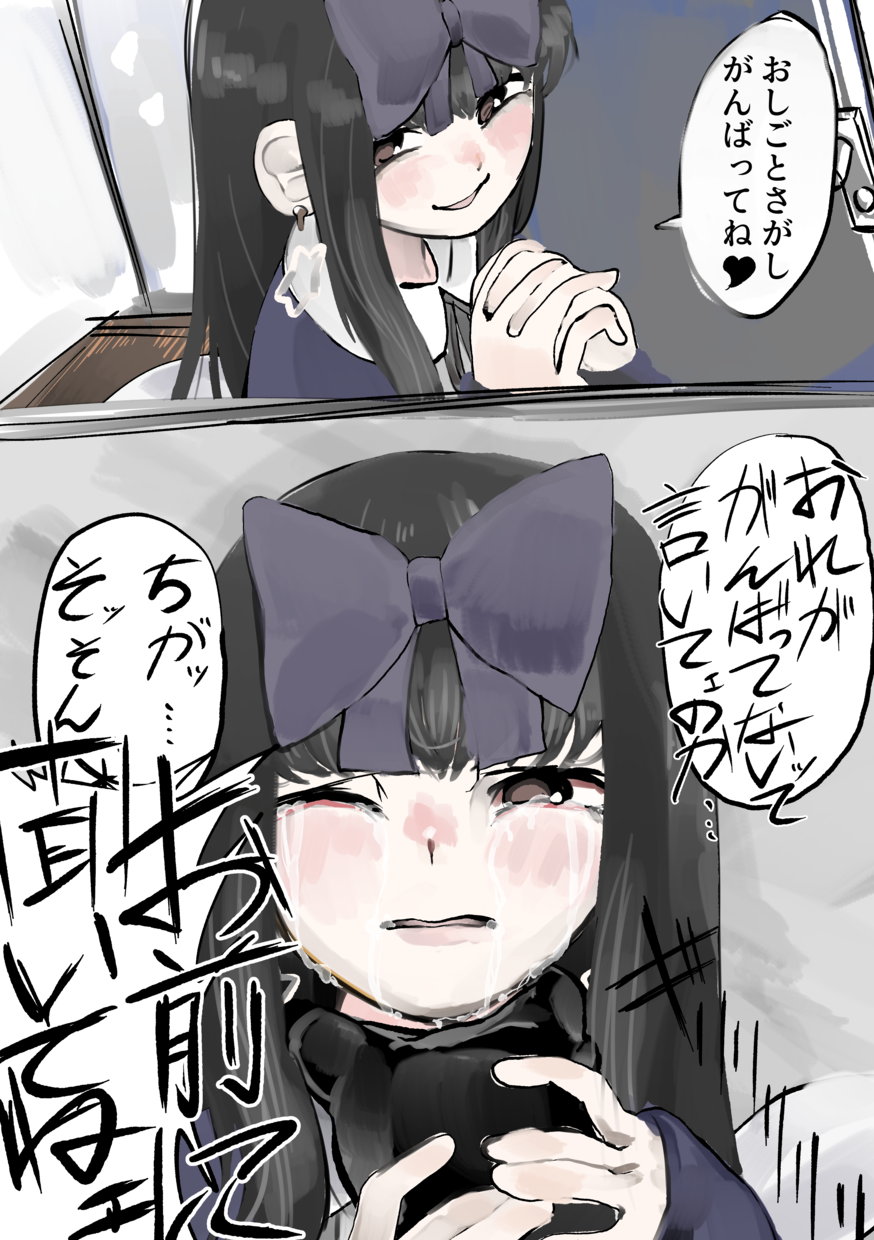 おしごとさがし
がんばってね♥
おれが
がんばってないッて
言いてェのか…
ちがッ…
そッそん
お前に
聞いてねェ